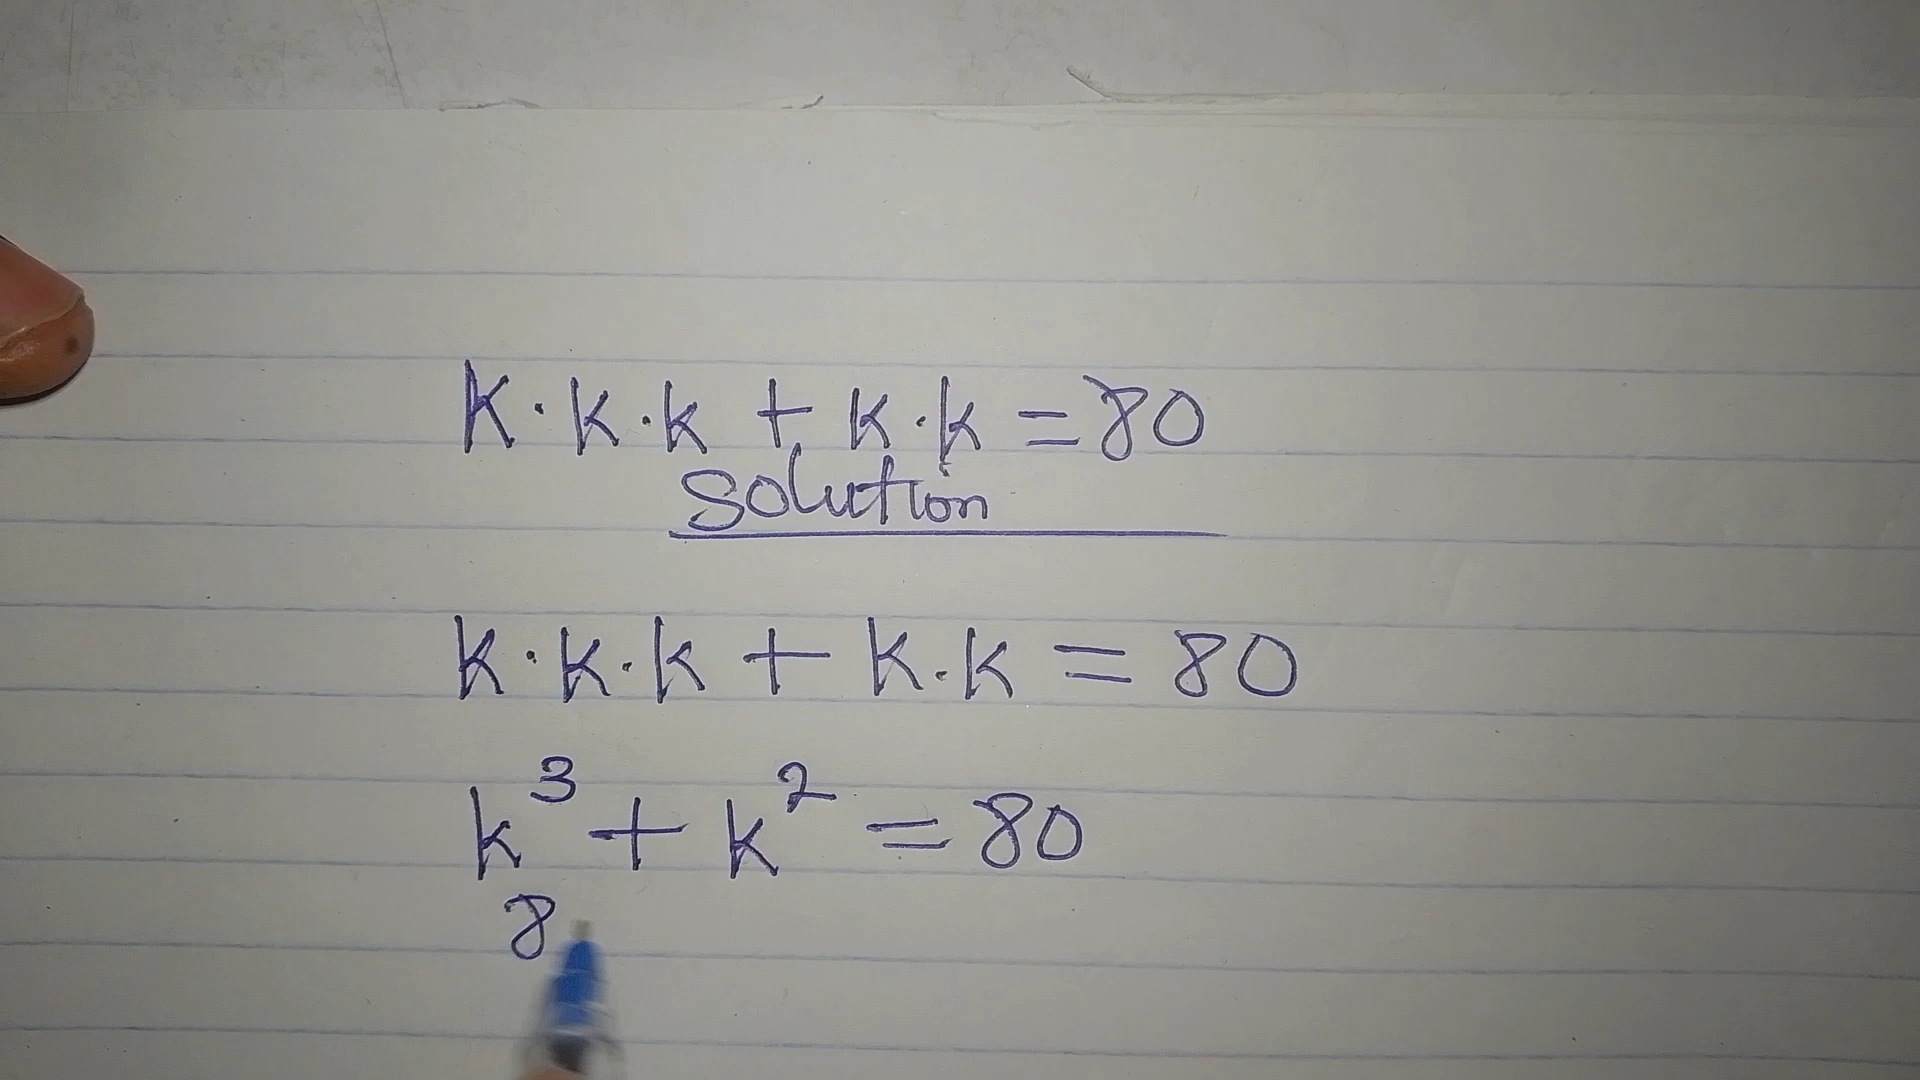 K·k·k + k·k = 80
Solution
k·k·k + k·k = 80
k³ + k² = 80
8